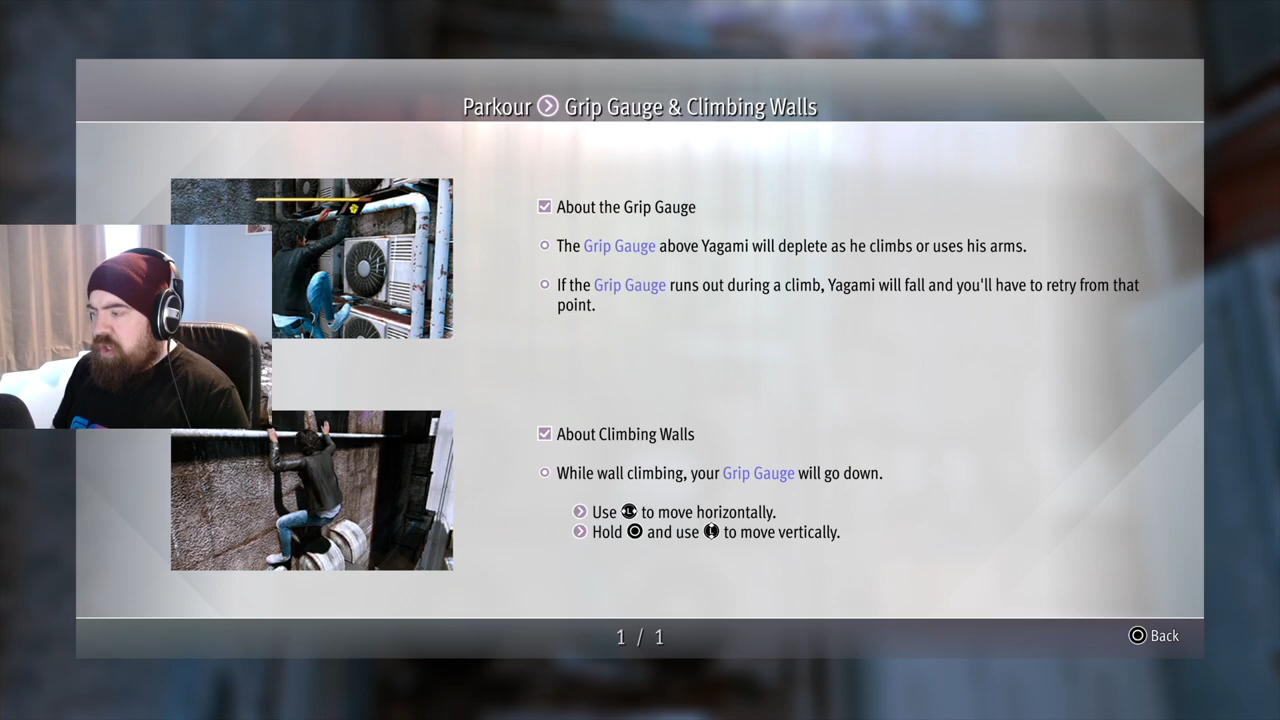 Parkour Grip Gauge & Climbing Walls
About the Grip Gauge
The Grip Gauge above Yagami will deplete as he climbs or uses his arms.
If the Grip Gauge runs out during a climb, Yagami will fall and you'll have to retry from that
point.
About Climbing Walls
While wall climbing, your Grip Gauge will go down.
Use L to move horizontally.
Hold and use L to move vertically.
1 / 1
Back